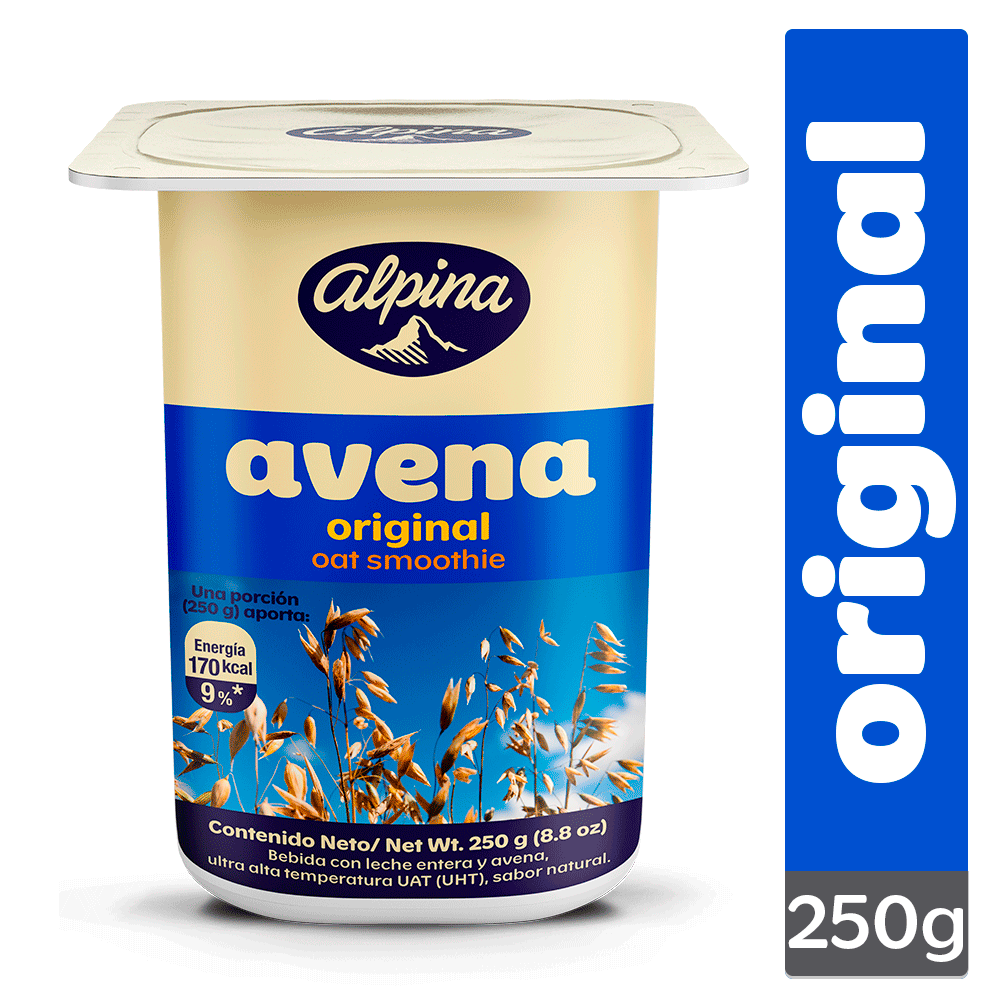 alpina
alpina
avena
original
oat smoothie
Una porción
(250 g) aporta:
Energía
170 kcal
9 %*
Contenido Neto/ Net Wt. 250 g (8.8 oz)
Bebida con leche entera y avena,
ultra alta temperatura UAT (UHT), sabor natural.
original
250g